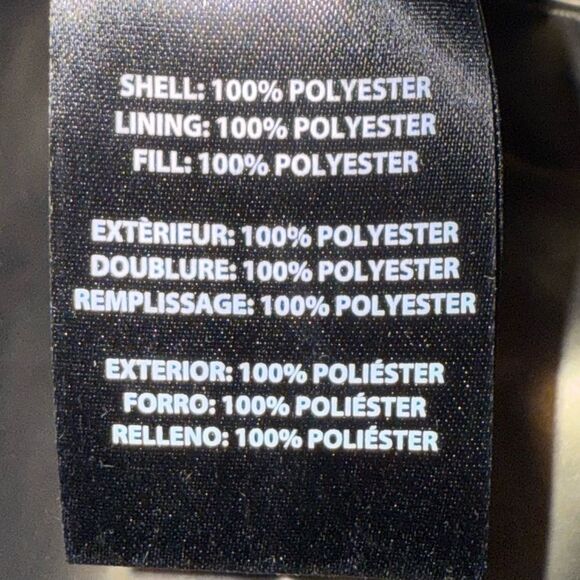 SHELL: 100% POLYESTER
LINING: 100% POLYESTER
FILL: 100% POLYESTER
EXTÈRIEUR: 100% POLYESTER
DOUBLURE: 100% POLYESTER
REMPLISSAGE: 100% POLYESTER
EXTERIOR: 100% POLIÉSTER
FORRO: 100% POLIÉSTER
RELLENO: 100% POLIÉSTER